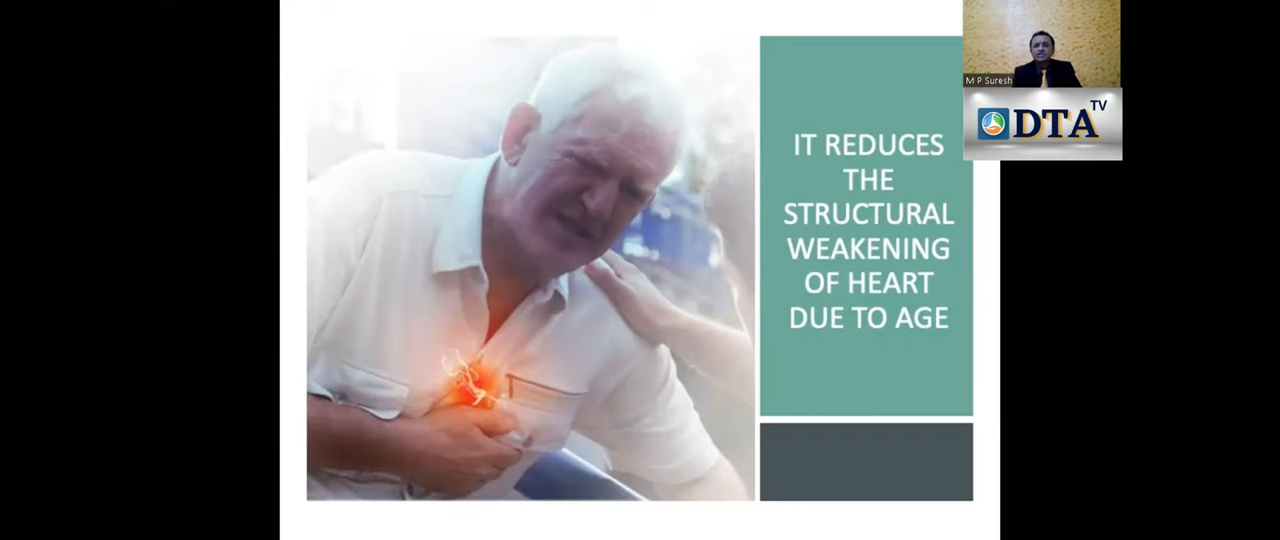 IT REDUCES
THE
STRUCTURAL
WEAKENING
OF HEART
DUE TO AGE
M P Suresh
DTA TV